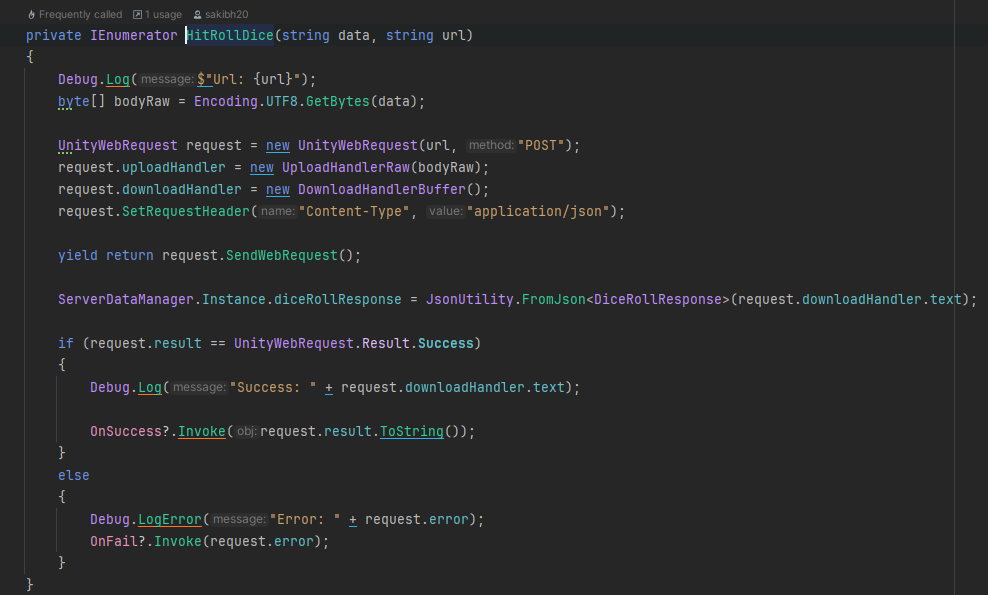 Frequently called 1 usage sakibh20
private IEnumerator HitRollDice(string data, string url)
{
Debug.Log(message: $"Url: {url}");
byte[] bodyRaw = Encoding.UTF8.GetBytes(data);
UnityWebRequest request = new UnityWebRequest(url, method: "POST");
request.uploadHandler = new UploadHandlerRaw(bodyRaw);
request.downloadHandler = new DownloadHandlerBuffer();
request.SetRequestHeader(name: "Content-Type", value: "application/json");
yield return request.SendWebRequest();
ServerDataManager.Instance.diceRollResponse = JsonUtility.FromJson<DiceRollResponse>(request.downloadHandler.text);
if (request.result == UnityWebRequest.Result.Success)
{
Debug.Log(message: "Success: " + request.downloadHandler.text);
OnSuccess?.Invoke(obj: request.result.ToString());
}
else
{
Debug.LogError(message: "Error: " + request.error);
OnFail?.Invoke(request.error);
}
}